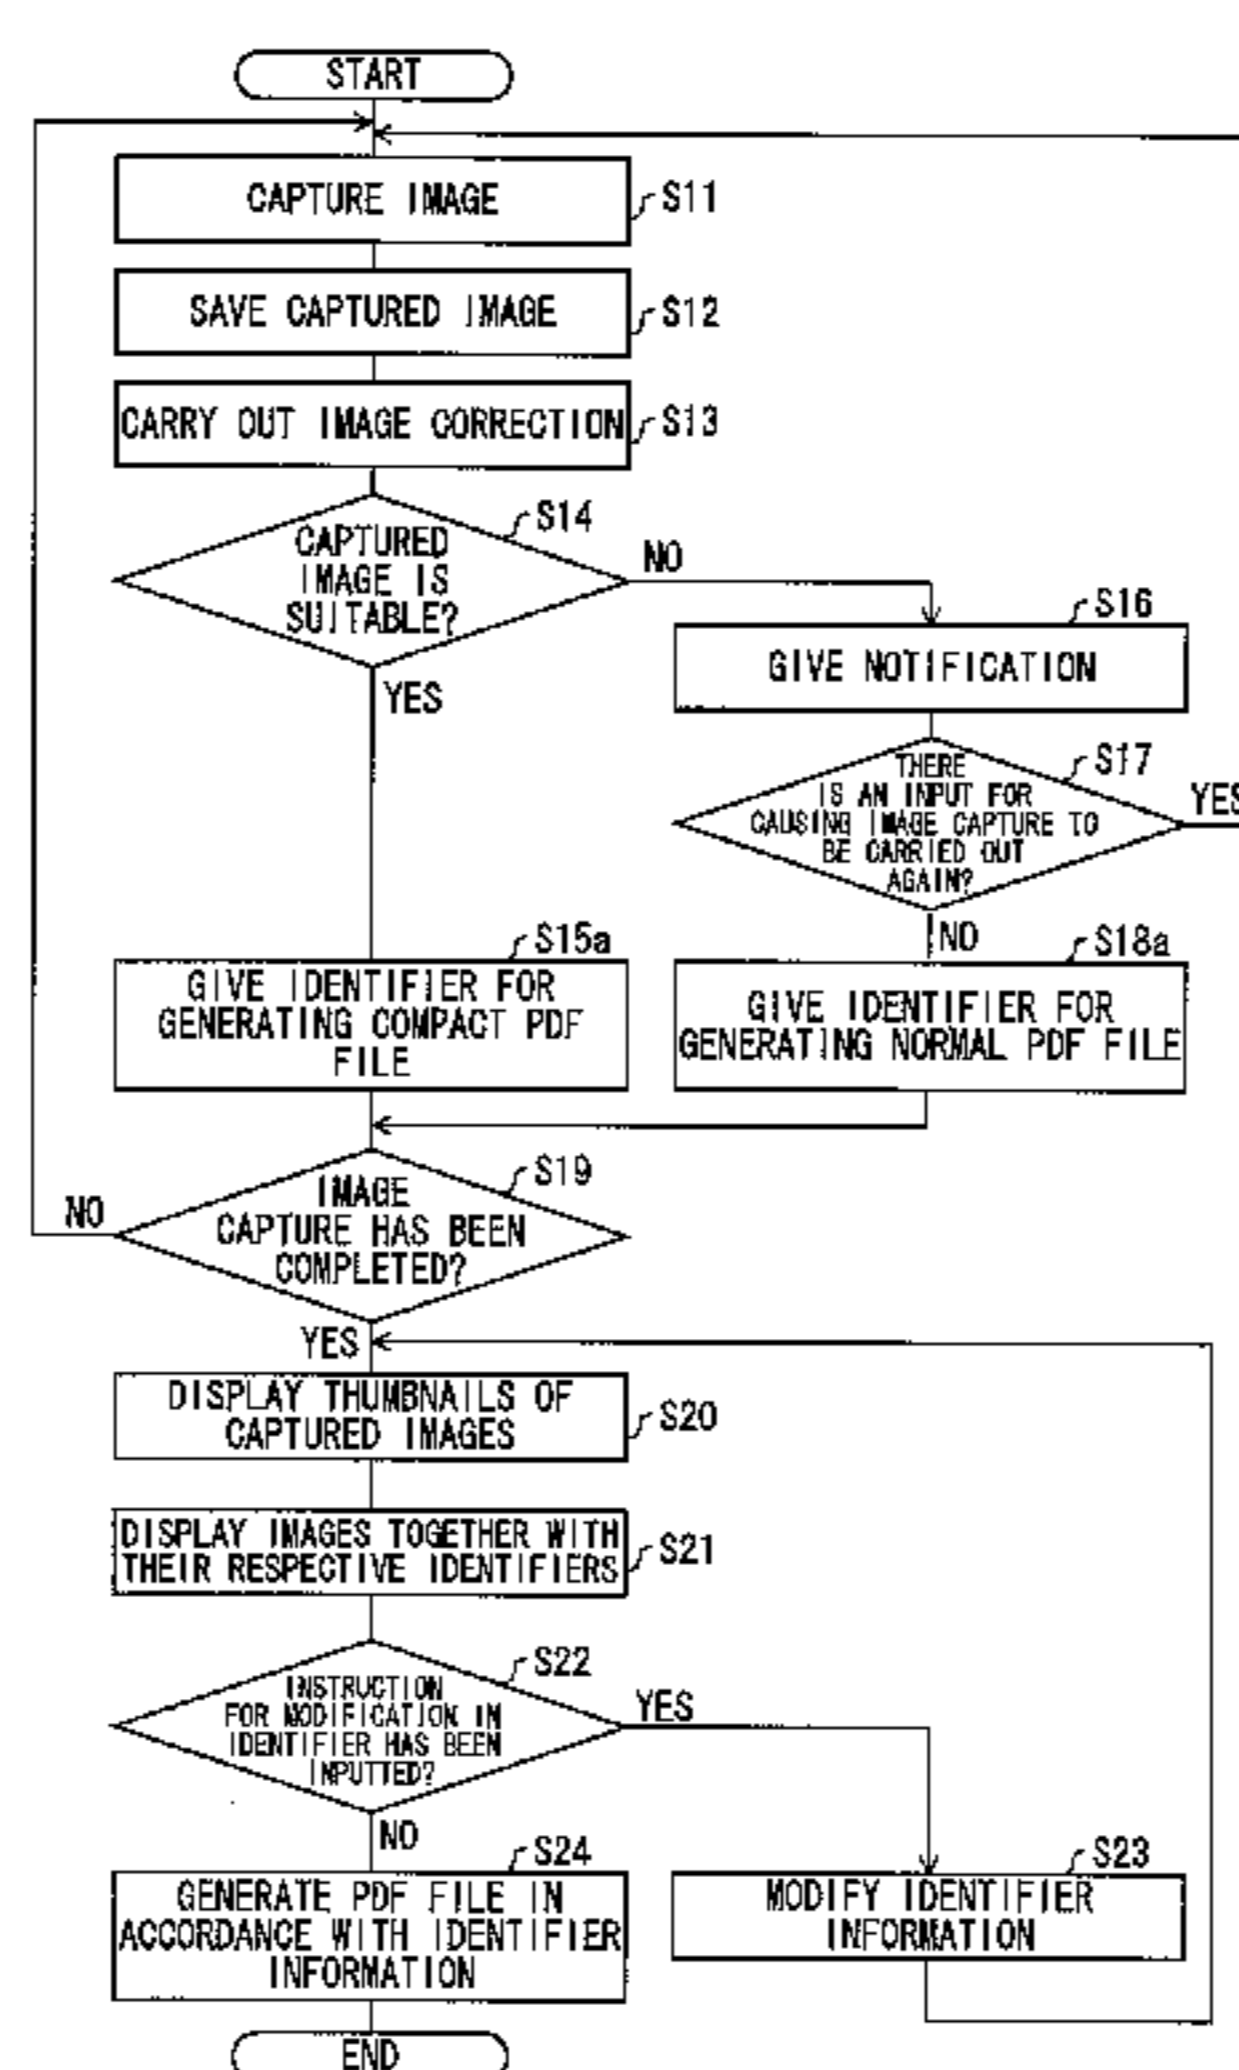 START
CAPTURE IMAGE
S11
SAVE CAPTURED IMAGE
S12
CARRY OUT IMAGE CORRECTION
S13
S14
CAPTURED
IMAGE IS
SUITABLE?
NO
YES
S16
GIVE NOTIFICATION
S17
THERE
IS AN INPUT FOR
CAUSING IMAGE CAPTURE TO
BE CARRIED OUT
AGAIN?
YES
NO
S15a
GIVE IDENTIFIER FOR
GENERATING COMPACT PDF
FILE
S18a
GIVE IDENTIFIER FOR
GENERATING NORMAL PDF FILE
S19
IMAGE
CAPTURE HAS BEEN
COMPLETED?
NO
YES
DISPLAY THUMBNAILS OF
CAPTURED IMAGES
S20
DISPLAY IMAGES TOGETHER WITH
THEIR RESPECTIVE IDENTIFIERS
S21
S22
INSTRUCTION
FOR MODIFICATION IN
IDENTIFIER HAS BEEN
INPUTTED?
YES
NO
S24
GENERATE PDF FILE IN
ACCORDANCE WITH IDENTIFIER
INFORMATION
S23
MODIFY IDENTIFIER
INFORMATION
END